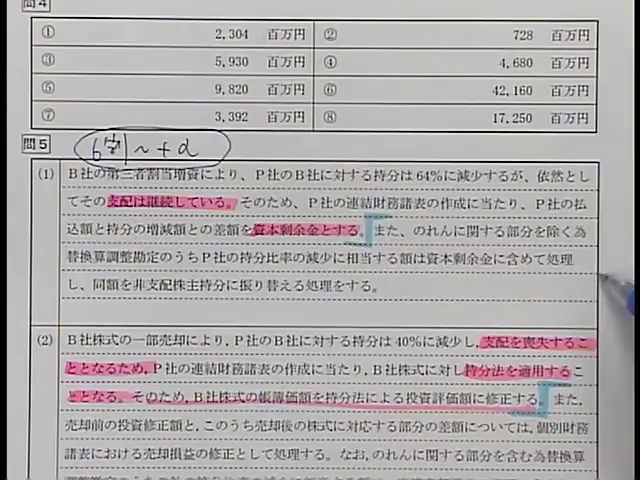 問4
① 2,304 百万円 ② 728 百万円
③ 5,930 百万円 ④ 4,680 百万円
⑤ 9,820 百万円 ⑥ 42,160 百万円
⑦ 3,392 百万円 ⑧ 17,250 百万円
問5
6割~+α
(1) B社の第三者割当増資により、P社のB社に対する持分は64%に減少するが、依然とし
てその支配は継続している。そのため、P社の連結財務諸表の作成に当たり、P社の払
込額と持分の増減額との差額を資本剰余金とする。また、のれんに関する部分を除く為
替換算調整勘定のうちP社の持分比率の減少に相当する額は資本剰余金に含めて処理
し、同額を非支配株主持分に振り替える処理をする。
(2) B社株式の一部売却により,P社のB社に対する持分は40%に減少し,支配を喪失するこ
ととなるため,P社の連結財務諸表の作成に当たり,B社株式に対し持分法を適用するこ
ととなる。そのため,B社株式の帳簿価額を持分法による投資評価額に修正する。また,
売却前の投資修正額と,このうち売却後の株式に対応する部分の差額については,個別財務
諸表における売却損益の修正として処理する。なお,のれんに関する部分を含む為替換算